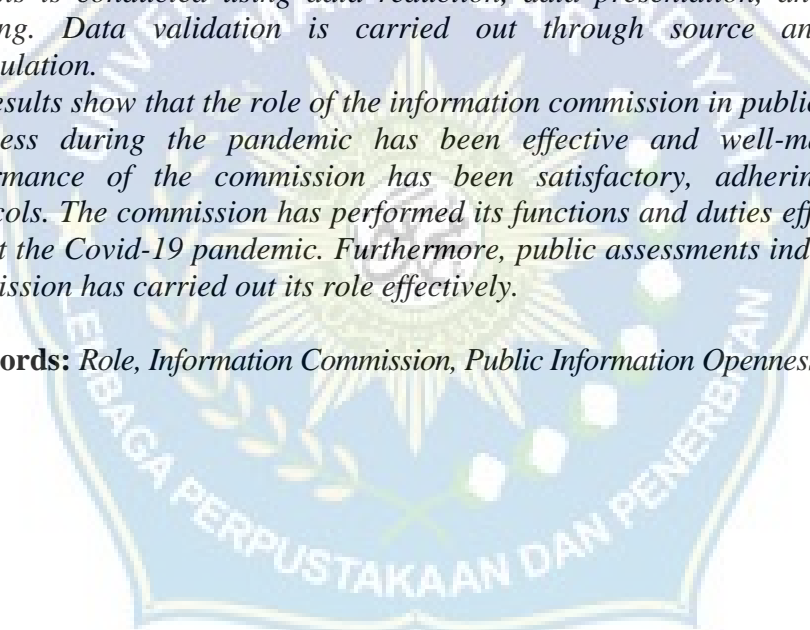 is conducted using data reduction, data presentation, an
ng. Data validation is carried out through source an
ulation.
esults show that the role of the information commission in public
ess during the pandemic has been effective and well-ma
rmance of the commission has been satisfactory, adherin
cols. The commission has performed its functions and duties eff
t the Covid-19 pandemic. Furthermore, public assessments ind
ission has carried out its role effectively.
ords: Role, Information Commission, Public Information Openness
LEMBAGA PERPUSTAKAAN DAN PENERBITAN